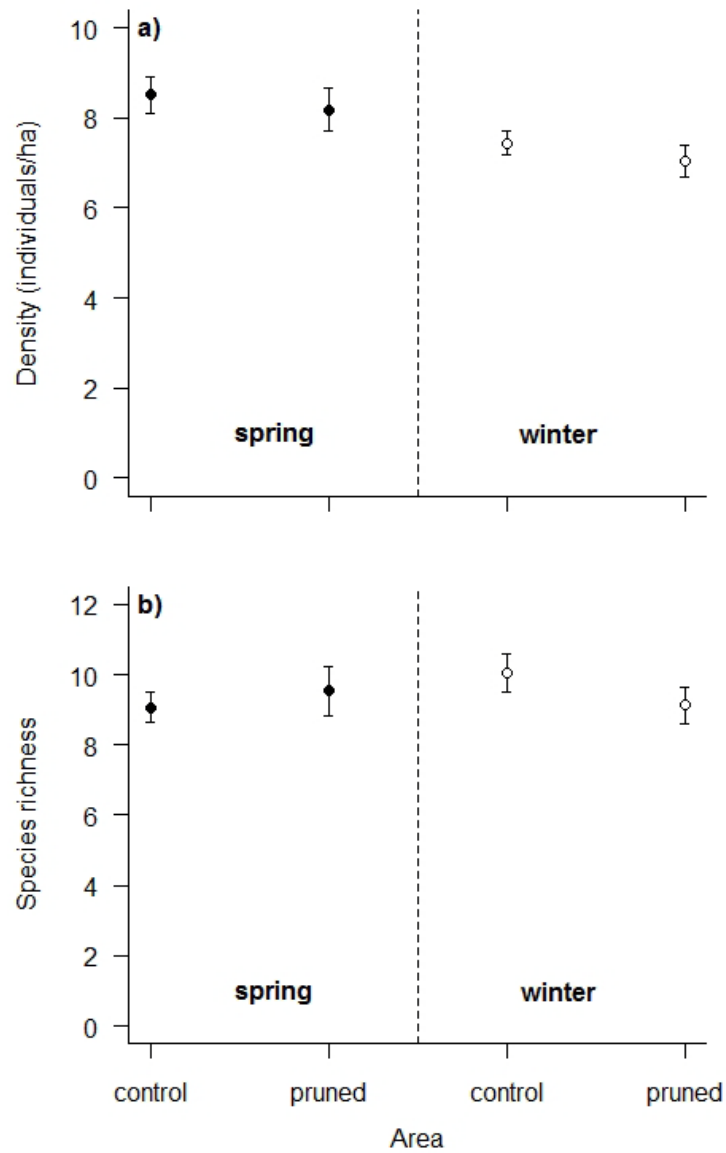 a)
10
8
6
4
2
0
Density (individuals/ha)
spring
winter
b)
12
10
8
6
4
2
0
Species richness
spring
winter
control
pruned
control
pruned
Area